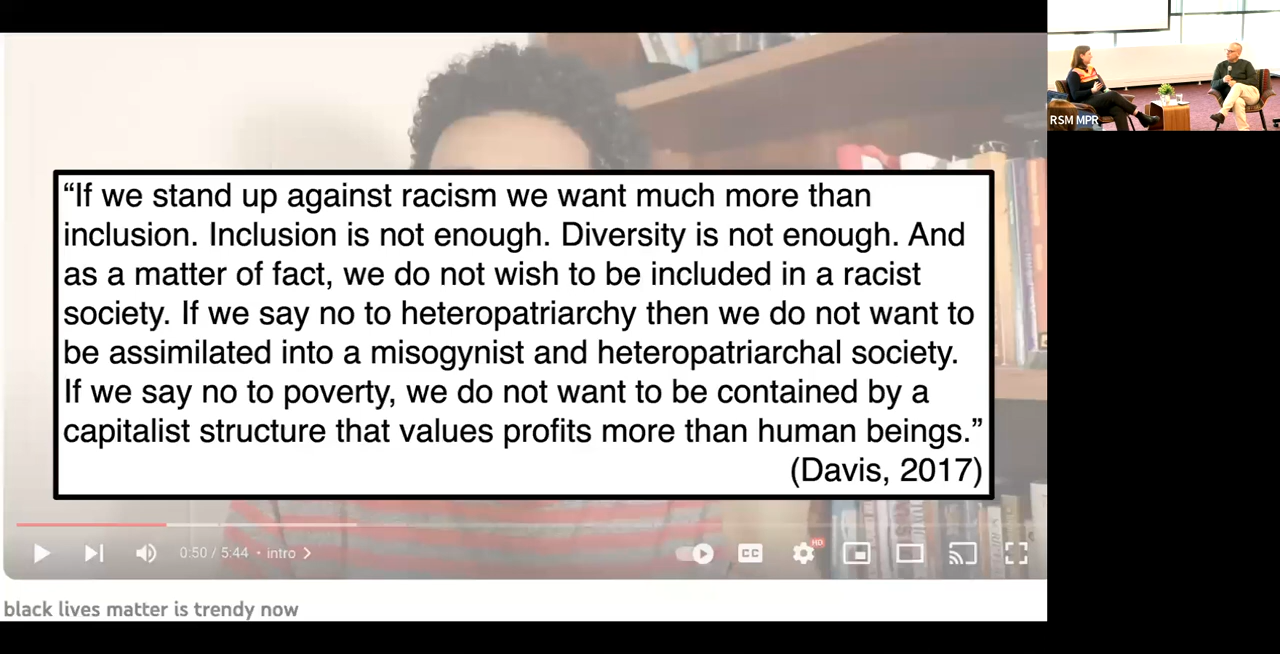 “If we stand up against racism we want much more than
inclusion. Inclusion is not enough. Diversity is not enough. And
as a matter of fact, we do not wish to be included in a racist
society. If we say no to heteropatriarchy then we do not want to
be assimilated into a misogynist and heteropatriarchal society.
If we say no to poverty, we do not want to be contained by a
capitalist structure that values profits more than human beings.”
(Davis, 2017)
0:50 / 5:44 • intro
CC
HD
black lives matter is trendy now
RSM MPR